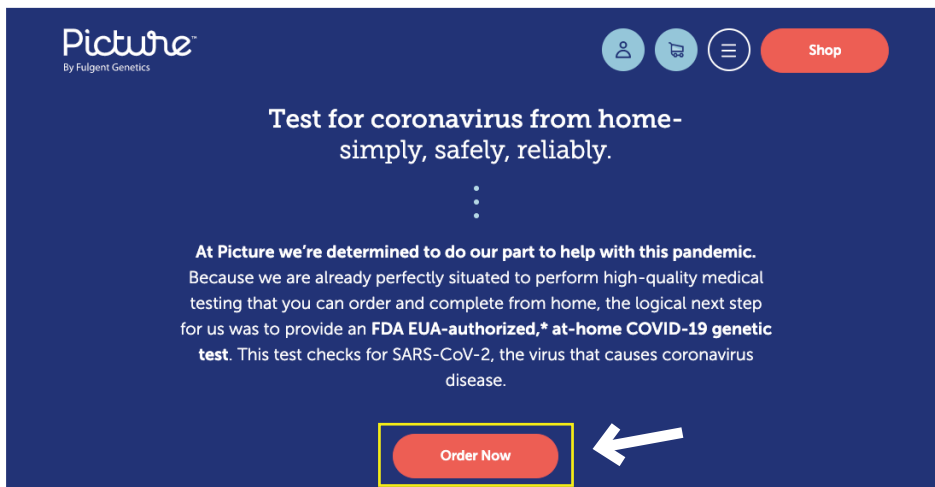 Picture™
By Fulgent Genetics
Shop
Test for coronavirus from home-
simply, safely, reliably.
At Picture we’re determined to do our part to help with this pandemic.
Because we are already perfectly situated to perform high-quality medical
testing that you can order and complete from home, the logical next step
for us was to provide an FDA EUA-authorized,* at-home COVID-19 genetic
test. This test checks for SARS-CoV-2, the virus that causes coronavirus
disease.
Order Now